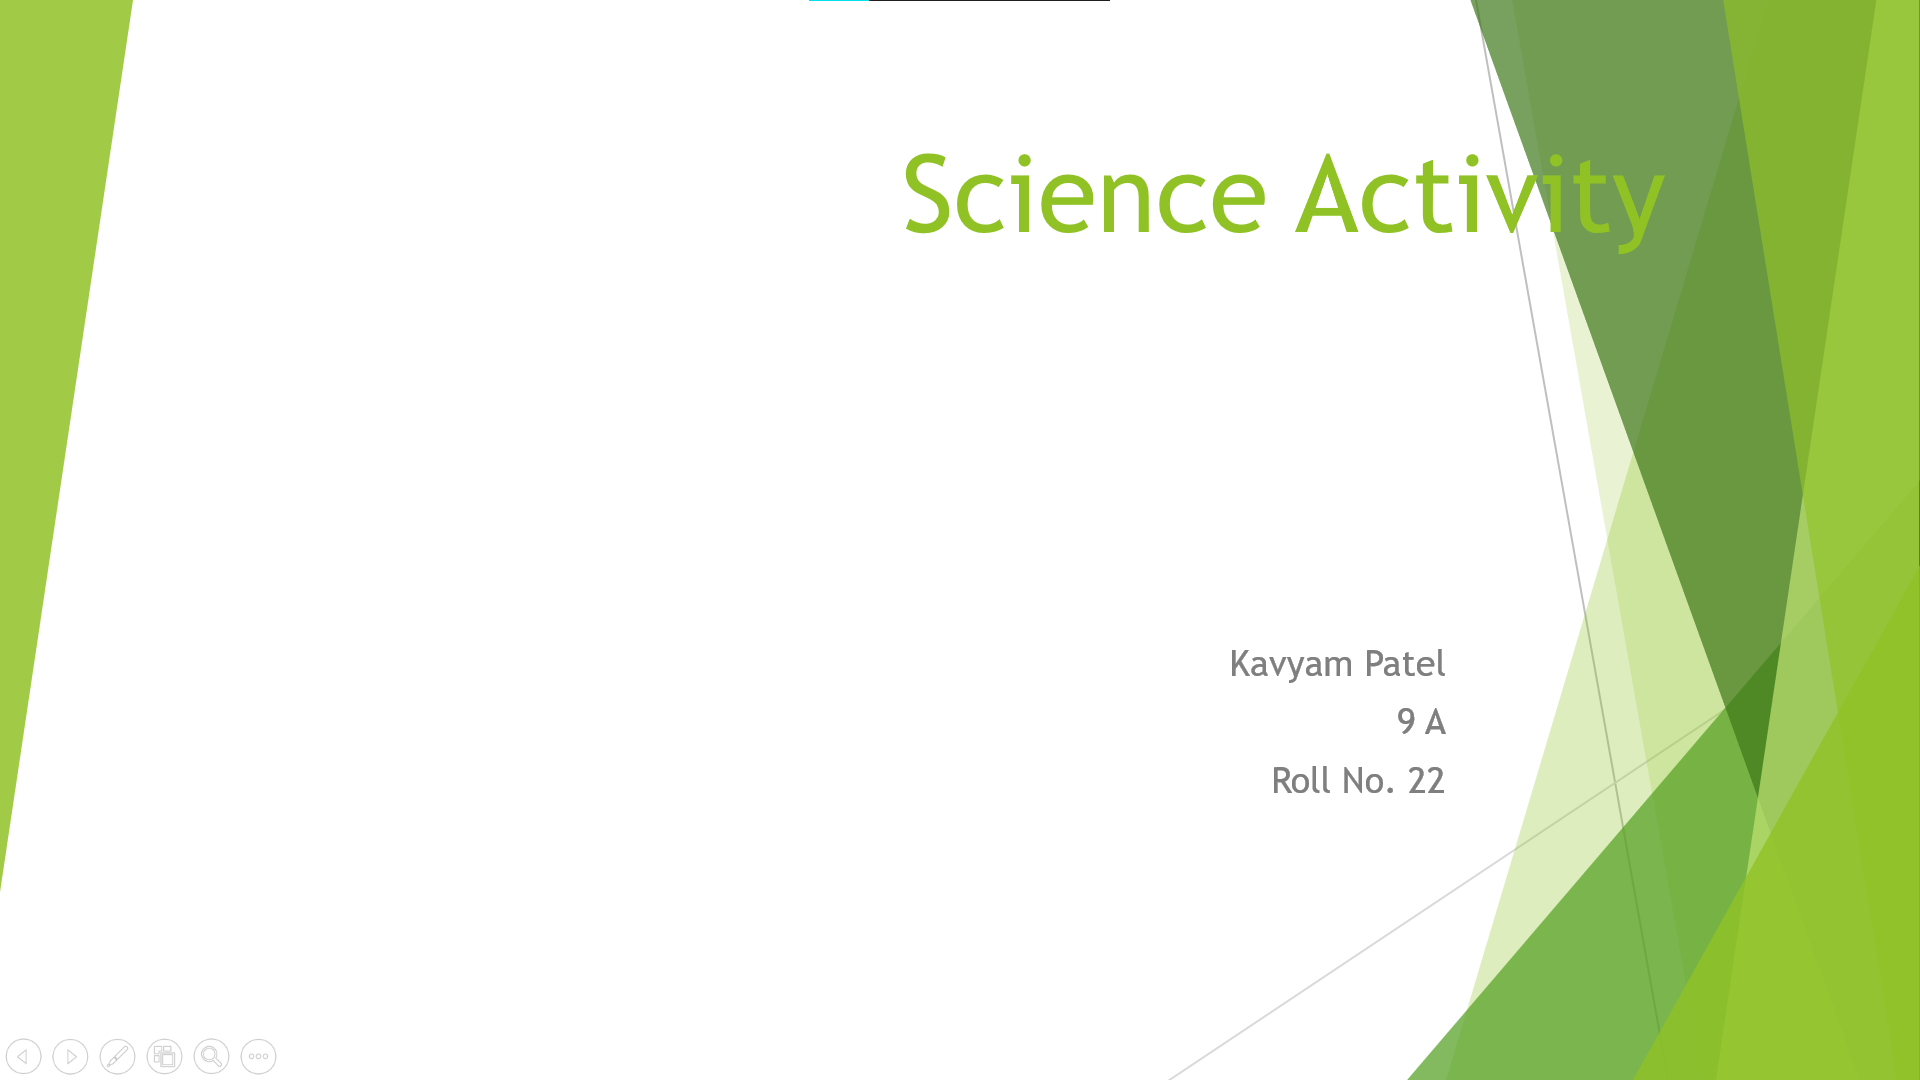 Science Activity
Kavyam Patel
9 A
Roll No. 22